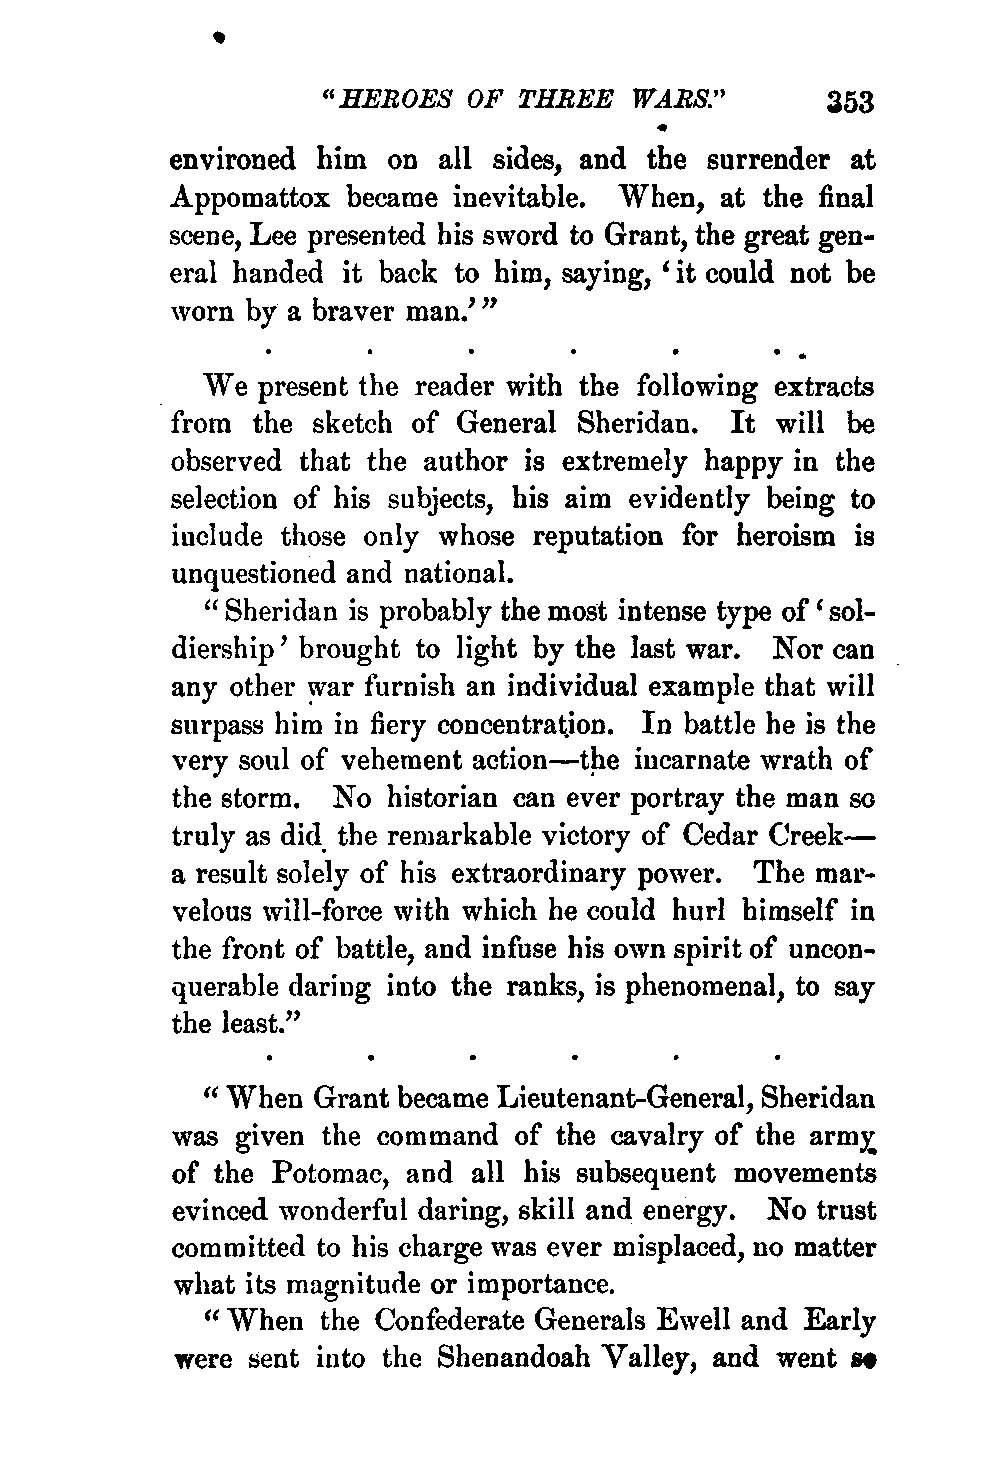 "HEROES OF THREE WARS." 353
environed him on all sides, and the surrender at
Appomattox became inevitable. When, at the final
scene, Lee presented his sword to Grant, the great gen-
eral handed it back to him, saying, 'it could not be
worn by a braver man.'"
. . . . . .
We present the reader with the following extracts
from the sketch of General Sheridan. It will be
observed that the author is extremely happy in the
selection of his subjects, his aim evidently being to
include those only whose reputation for heroism is
unquestioned and national.
"Sheridan is probably the most intense type of 'sol-
diership' brought to light by the last war. Nor can
any other war furnish an individual example that will
surpass him in fiery concentration. In battle he is the
very soul of vehement action—the incarnate wrath of
the storm. No historian can ever portray the man so
truly as did the remarkable victory of Cedar Creek—
a result solely of his extraordinary power. The mar-
velous will-force with which he could hurl himself in
the front of battle, and infuse his own spirit of uncon-
querable daring into the ranks, is phenomenal, to say
the least."
. . . . . .
"When Grant became Lieutenant-General, Sheridan
was given the command of the cavalry of the army
of the Potomac, and all his subsequent movements
evinced wonderful daring, skill and energy. No trust
committed to his charge was ever misplaced, no matter
what its magnitude or importance.
"When the Confederate Generals Ewell and Early
were sent into the Shenandoah Valley, and went so